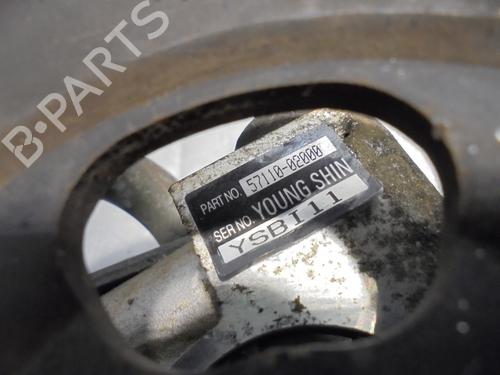 B-PARTS
PART NO. 57110-02000
SER NO. YOUNG SHIN
YSBI11